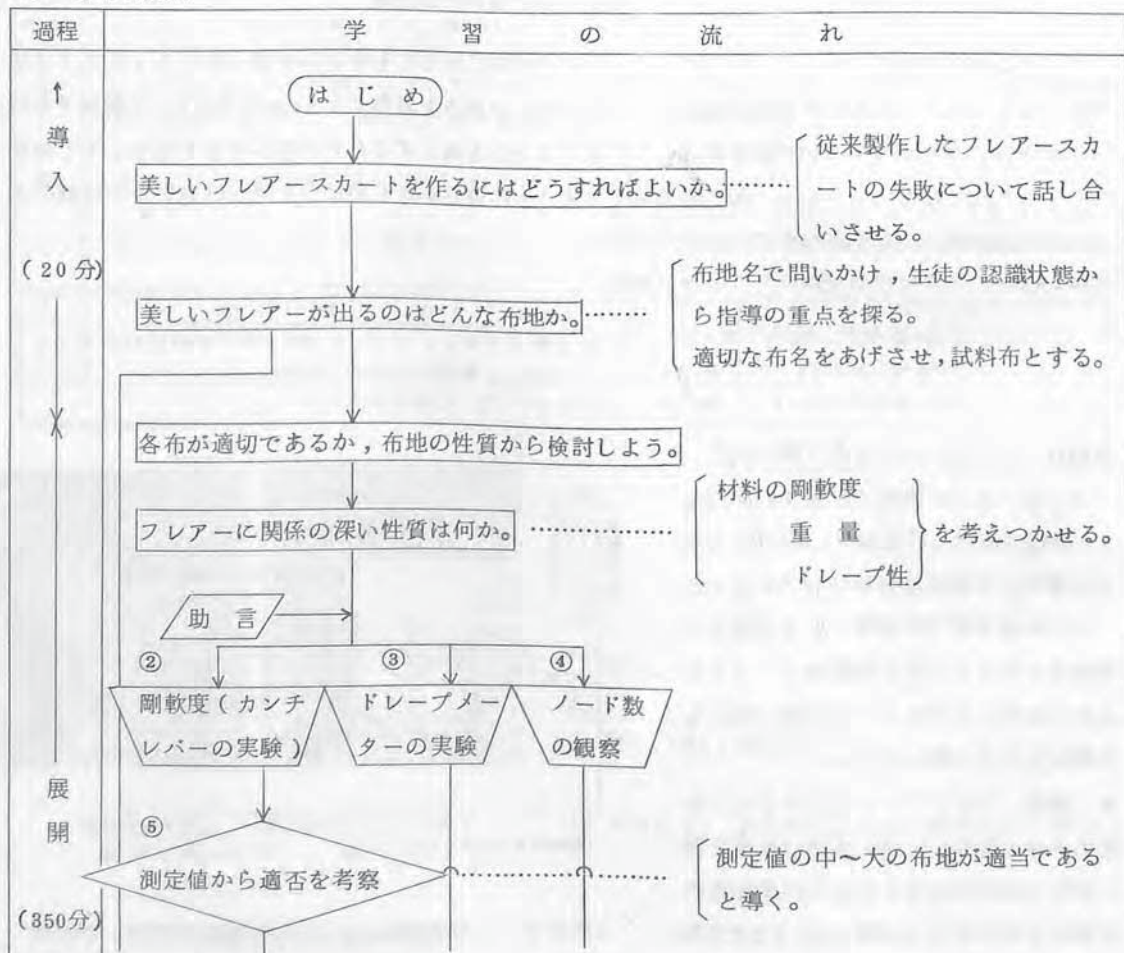 過程
学習の流れ
↑
導
入
(20分)
はじめ
美しいフレアースカートを作るにはどうすればよいか。
従来製作したフレアースカ
ートの失敗について話し合
いさせる。
美しいフレアーが出るのはどんな布地か。
布地名で問いかけ,生徒の認識状態か
ら指導の重点を探る。
適切な布名をあげさせ,試料布とする。
各布が適切であるか,布地の性質から検討しよう。
フレアーに関係の深い性質は何か。
材料の剛軟度
重量
ドレープ性
を考えつかせる。
助言
②
剛軟度(カンチ
レバーの実験)
③
ドレープメー
ターの実験
④
ノード数
の観察
展
開
(350分)
⑤
測定値から適否を考察
測定値の中〜大の布地が適当である
と導く。